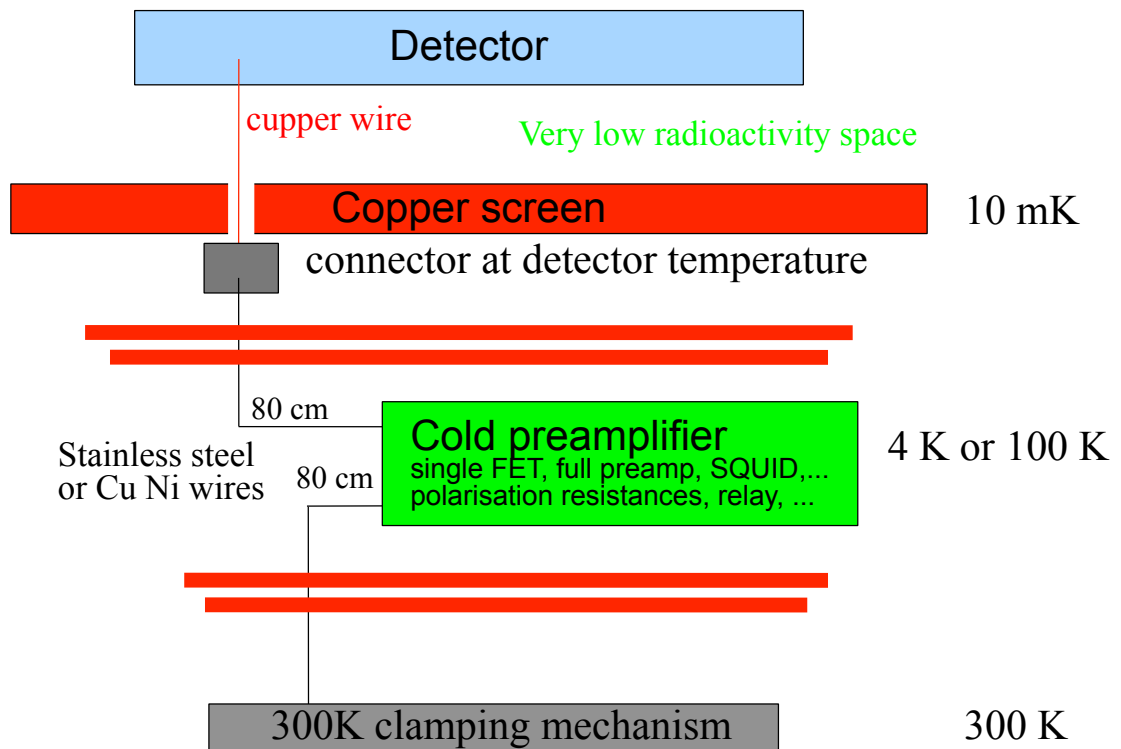 Detector
cupper wire
Very low radioactivity space
Copper screen
10 mK
connector at detector temperature
80 cm
Cold preamplifier
4 K or 100 K
Stainless steel
or Cu Ni wires
80 cm
single FET, full preamp, SQUID,...
polarisation resistances, relay, ...
300K clamping mechanism
300 K